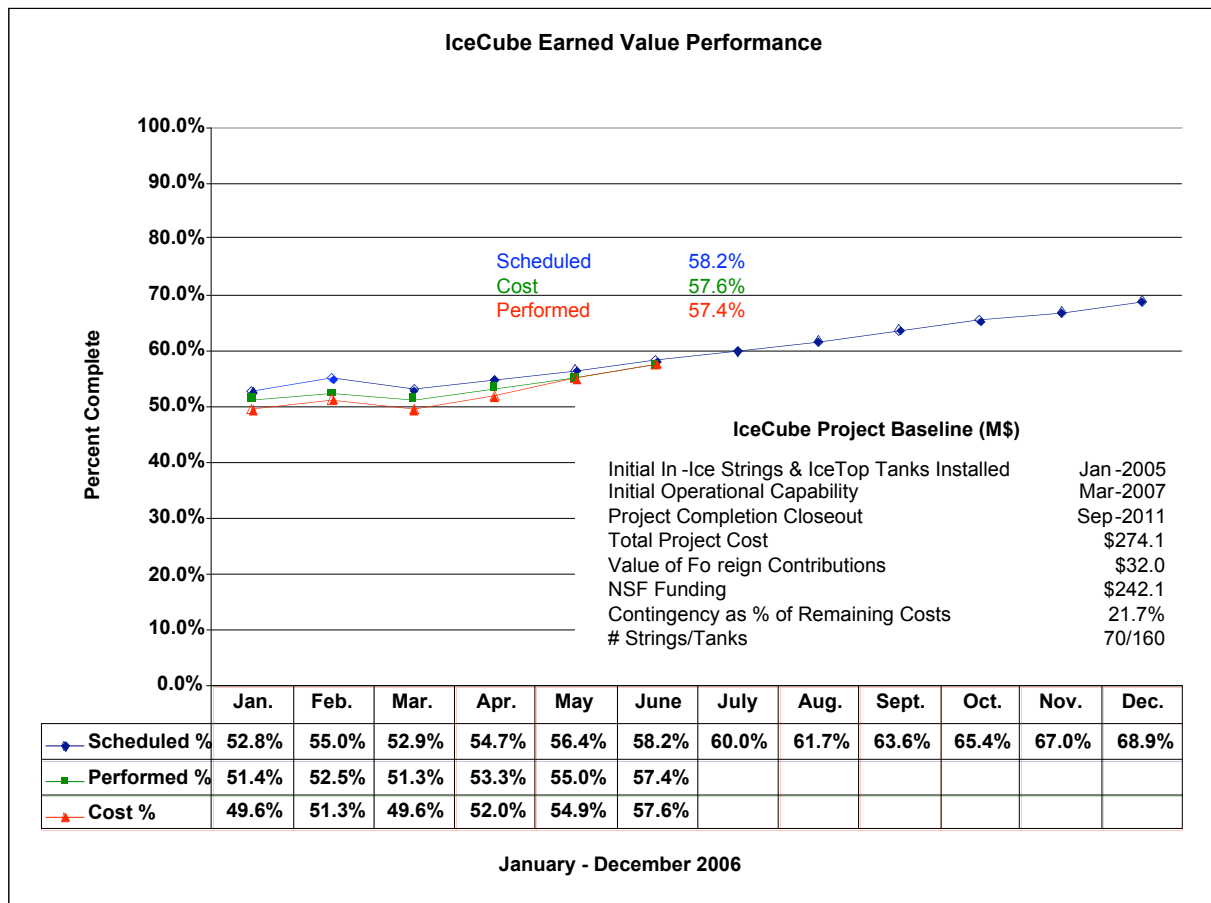 IceCube Earned Value Performance
100.0%
90.0%
80.0%
70.0%
60.0%
50.0%
40.0%
30.0%
20.0%
10.0%
0.0%
Percent Complete
Scheduled 58.2%
Cost 57.6%
Performed 57.4%
IceCube Project Baseline (M$)
Initial In -Ice Strings & IceTop Tanks Installed Jan -2005
Initial Operational Capability Mar-2007
Project Completion Closeout Sep-2011
Total Project Cost $274.1
Value of Fo reign Contributions $32.0
NSF Funding $242.1
Contingency as % of Remaining Costs 21.7%
# Strings/Tanks 70/160
Jan. Feb. Mar. Apr. May June July Aug. Sept. Oct. Nov. Dec.
Scheduled % 52.8% 55.0% 52.9% 54.7% 56.4% 58.2% 60.0% 61.7% 63.6% 65.4% 67.0% 68.9%
Performed % 51.4% 52.5% 51.3% 53.3% 55.0% 57.4%
Cost % 49.6% 51.3% 49.6% 52.0% 54.9% 57.6%
January - December 2006